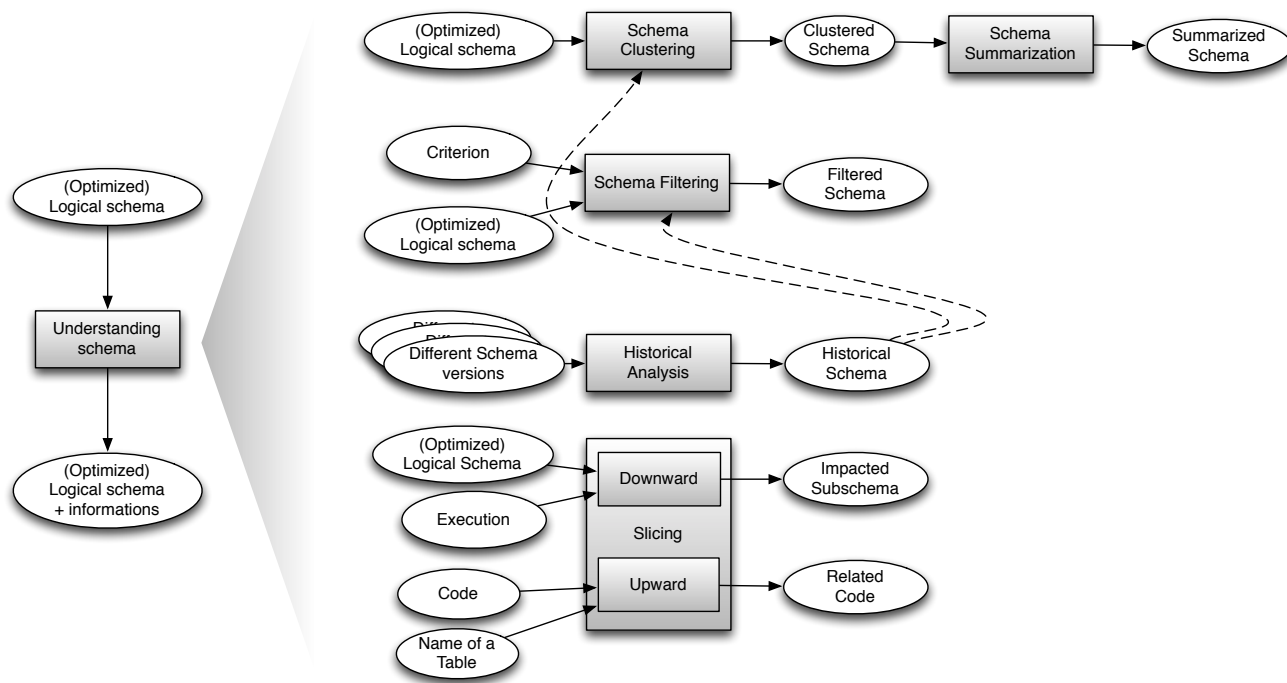 (Optimized)
Logical schema
Understanding
schema
(Optimized)
Logical schema
+ informations
(Optimized)
Logical schema
Schema
Clustering
Clustered
Schema
Schema
Summarization
Summarized
Schema
Criterion
(Optimized)
Logical schema
Schema Filtering
Filtered
Schema
Different Schema
versions
Historical
Analysis
Historical
Schema
(Optimized)
Logical Schema
Execution
Downward
Impacted
Subschema
Slicing
Code
Name of a
Table
Upward
Related
Code